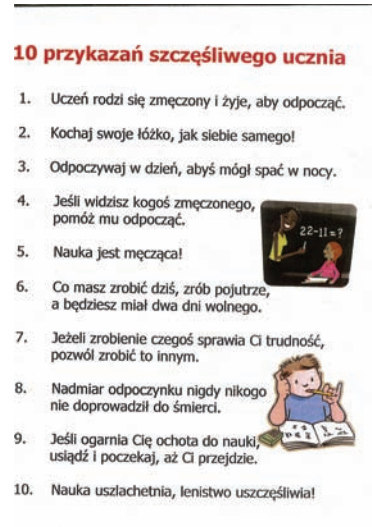 10 przykazań szczęśliwego ucznia
1. Uczeń rodzi się zmęczony i żyje, aby odpocząć.
2. Kochaj swoje łóżko, jak siebie samego!
3. Odpoczywaj w dzień, abyś mógł spać w nocy.
4. Jeśli widzisz kogoś zmęczonego,
pomóż mu odpocząć.
22-11=?
5. Nauka jest męcząca!
6. Co masz zrobić dziś, zrób pojutrze,
a będziesz miał dwa dni wolnego.
7. Jeżeli zrobienie czegoś sprawia Ci trudność,
pozwól zrobić to innym.
8. Nadmiar odpoczynku nigdy nikogo
nie doprowadził do śmierci.
9. Jeśli ogarnia Cię ochota do nauki,
usiądź i poczekaj, aż Ci przejdzie.
10. Nauka uszlachetnia, lenistwo uszczęśliwia!